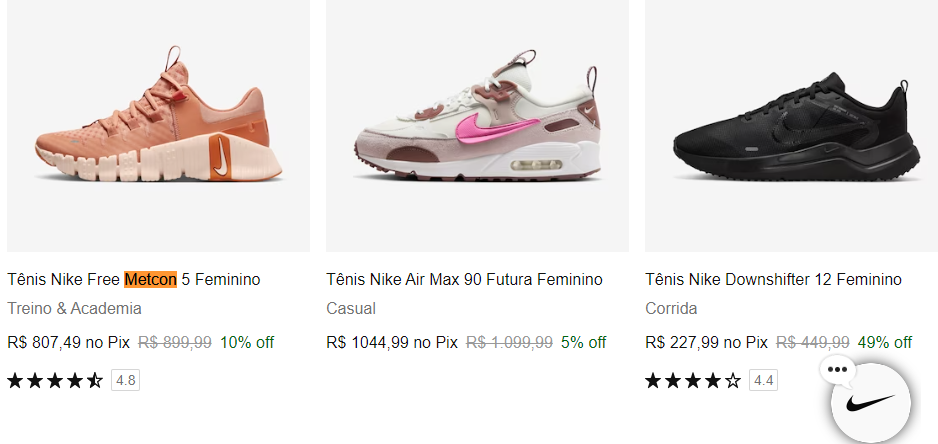 Tênis Nike Free Metcon 5 Feminino
Treino & Academia
R$ 807,49 no Pix R$ 899,99 10% off
4.8
Tênis Nike Air Max 90 Futura Feminino
Casual
R$ 1044,99 no Pix R$ 1.099,99 5% off
Tênis Nike Downshifter 12 Feminino
Corrida
R$ 227,99 no Pix R$ 449,99 49% off
4.4